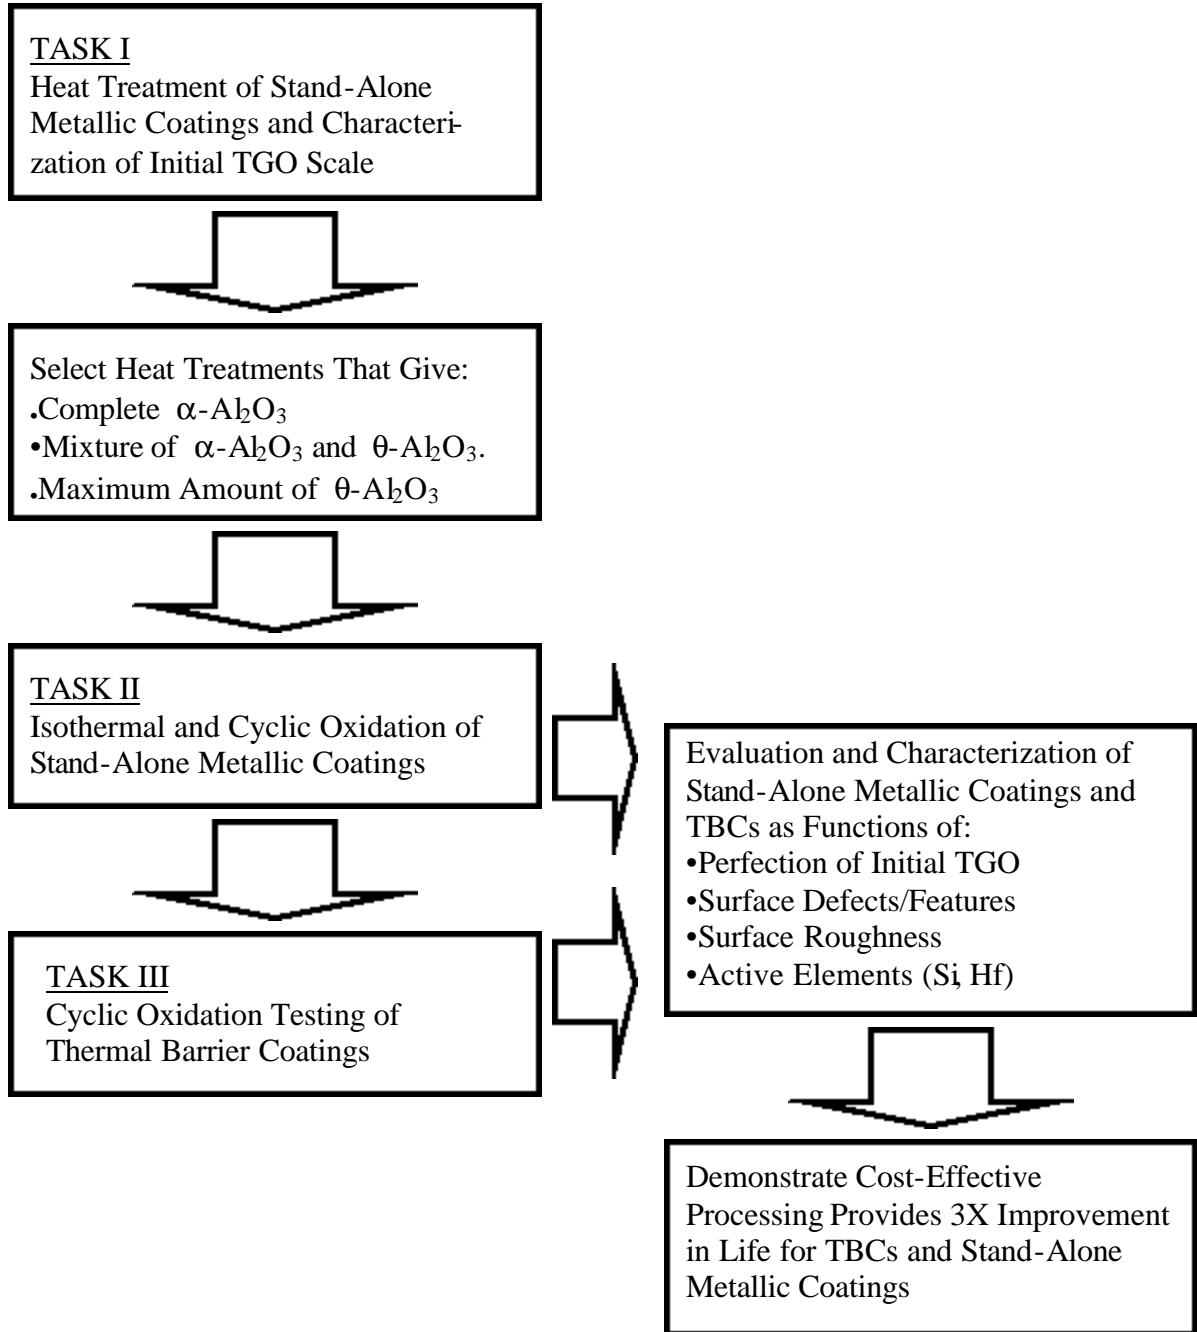 TASK I
Heat Treatment of Stand-Alone
Metallic Coatings and Characteri-
zation of Initial TGO Scale
Select Heat Treatments That Give:
.Complete α-Al₂O₃
•Mixture of α-Al₂O₃ and θ-Al₂O₃.
.Maximum Amount of θ-Al₂O₃
TASK II
Isothermal and Cyclic Oxidation of
Stand-Alone Metallic Coatings
TASK III
Cyclic Oxidation Testing of
Thermal Barrier Coatings
Evaluation and Characterization of
Stand-Alone Metallic Coatings and
TBCs as Functions of:
•Perfection of Initial TGO
•Surface Defects/Features
•Surface Roughness
•Active Elements (Si, Hf)
Demonstrate Cost-Effective
Processing Provides 3X Improvement
in Life for TBCs and Stand-Alone
Metallic Coatings